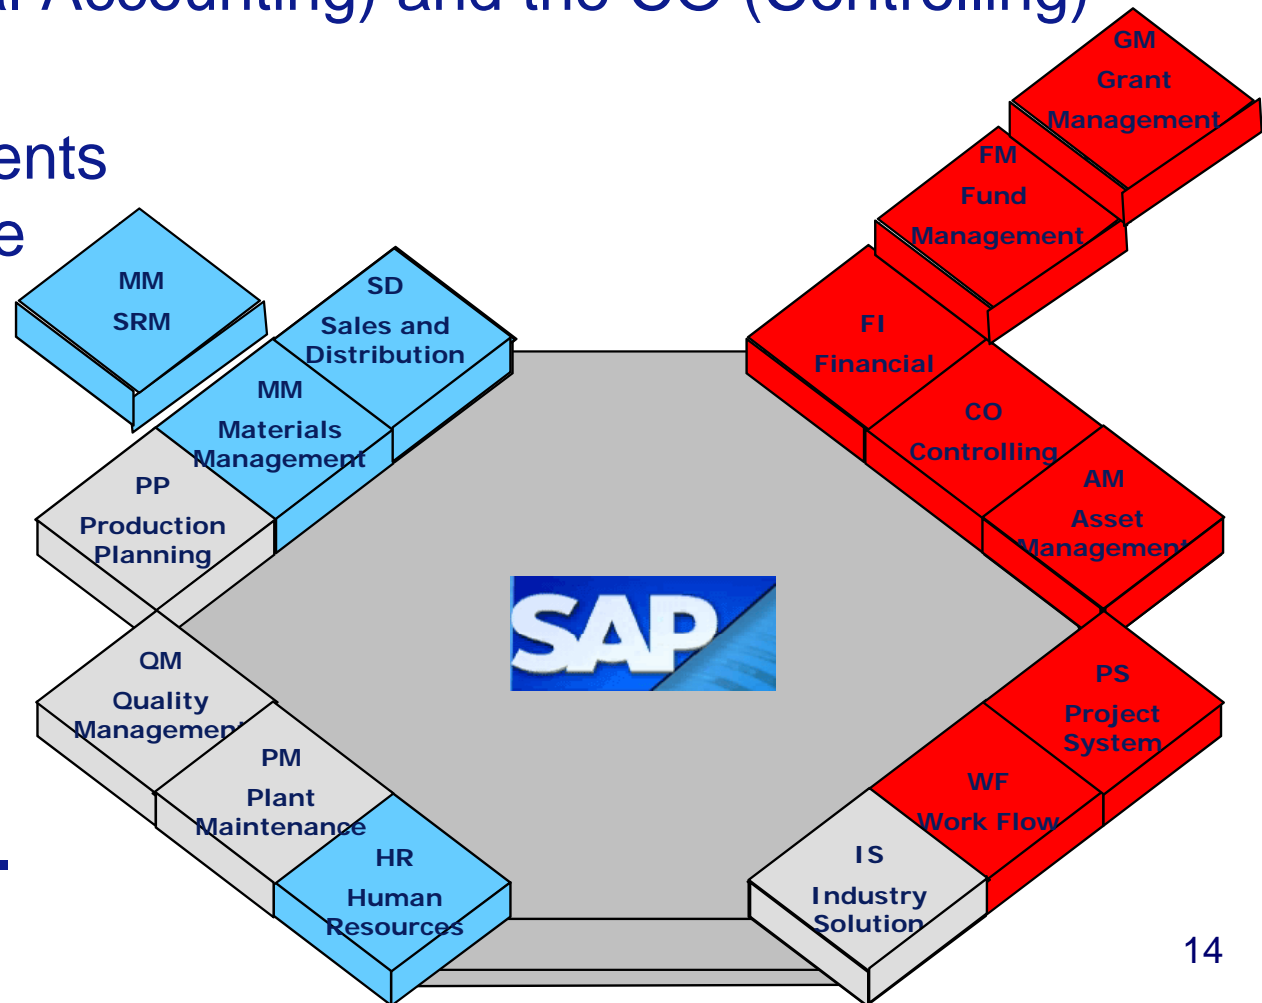 Accounting) and the CO (Controlling)
GM
Grant
Management
FM
Fund
Management
MM
SRM
SD
Sales and
Distribution
FI
Financial
MM
Materials
Management
CO
Controlling
PP
Production
Planning
AM
Asset
Management
SAP
QM
Quality
Management
PS
Project
System
PM
Plant
Maintenance
WF
Work Flow
HR
Human
Resources
IS
Industry
Solution
14